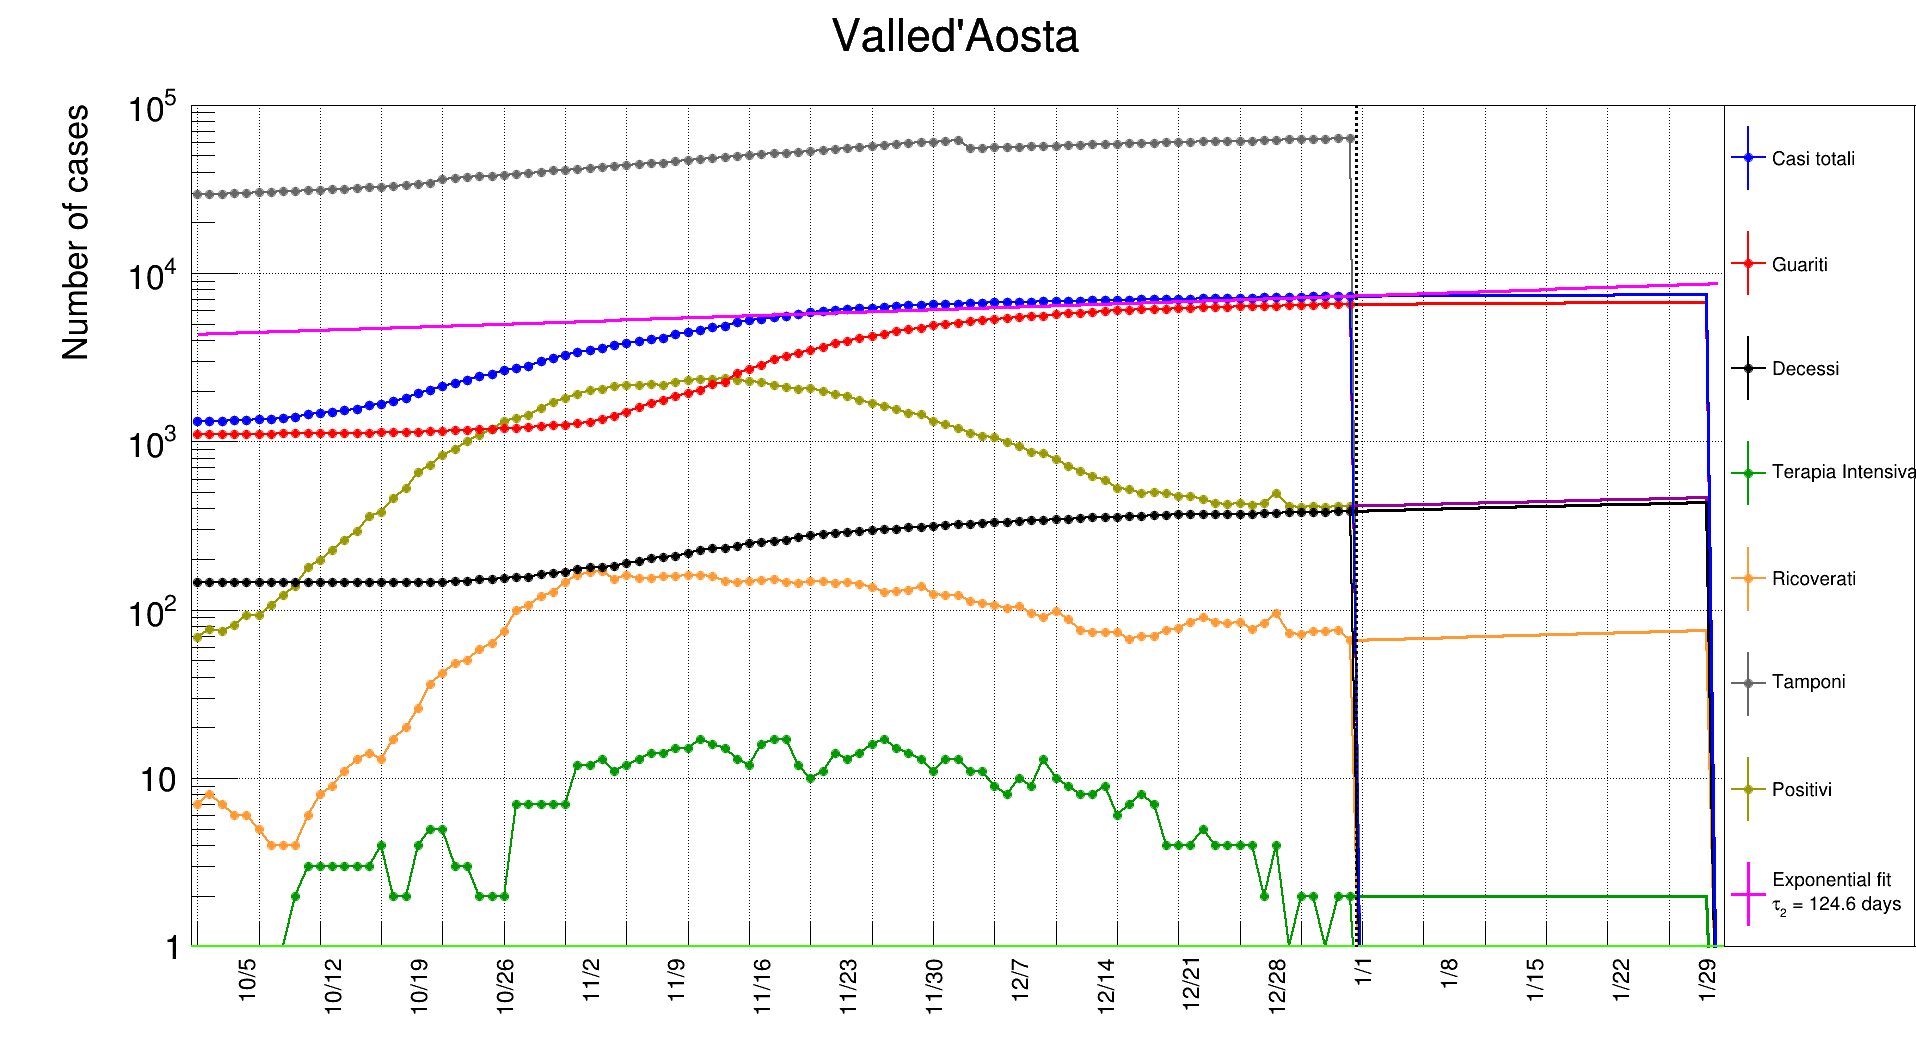 Valled'Aosta
Number of cases
10^5
10^4
10^3
10^2
10
1
10/5 10/12 10/19 10/26 11/2 11/9 11/16 11/23 11/30 12/7 12/14 12/21 12/28 1/1 1/8 1/15 1/22 1/29
Casi totali
Guariti
Decessi
Terapia Intensiva
Ricoverati
Tamponi
Positivi
Exponential fit
τ₂ = 124.6 days